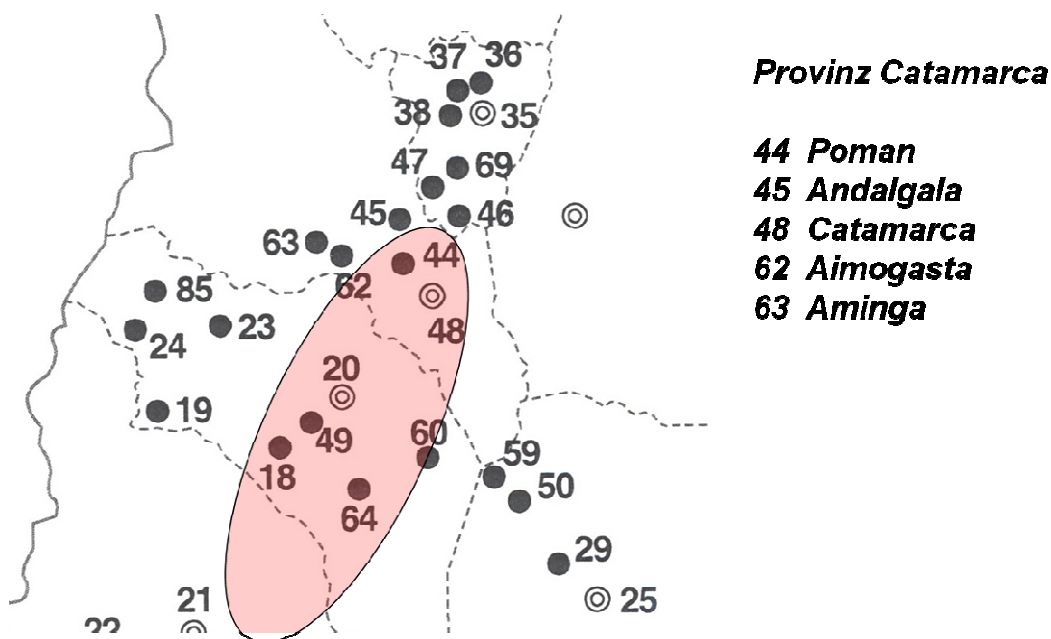 37 36
38 35
47 69
45 46
63 44
62
85 48
24 23
20
19 49 60
18 59
64 50
29
21 25
Provinz Catamarca
44 Poman
45 Andalgala
48 Catamarca
62 Aimogasta
63 Aminga